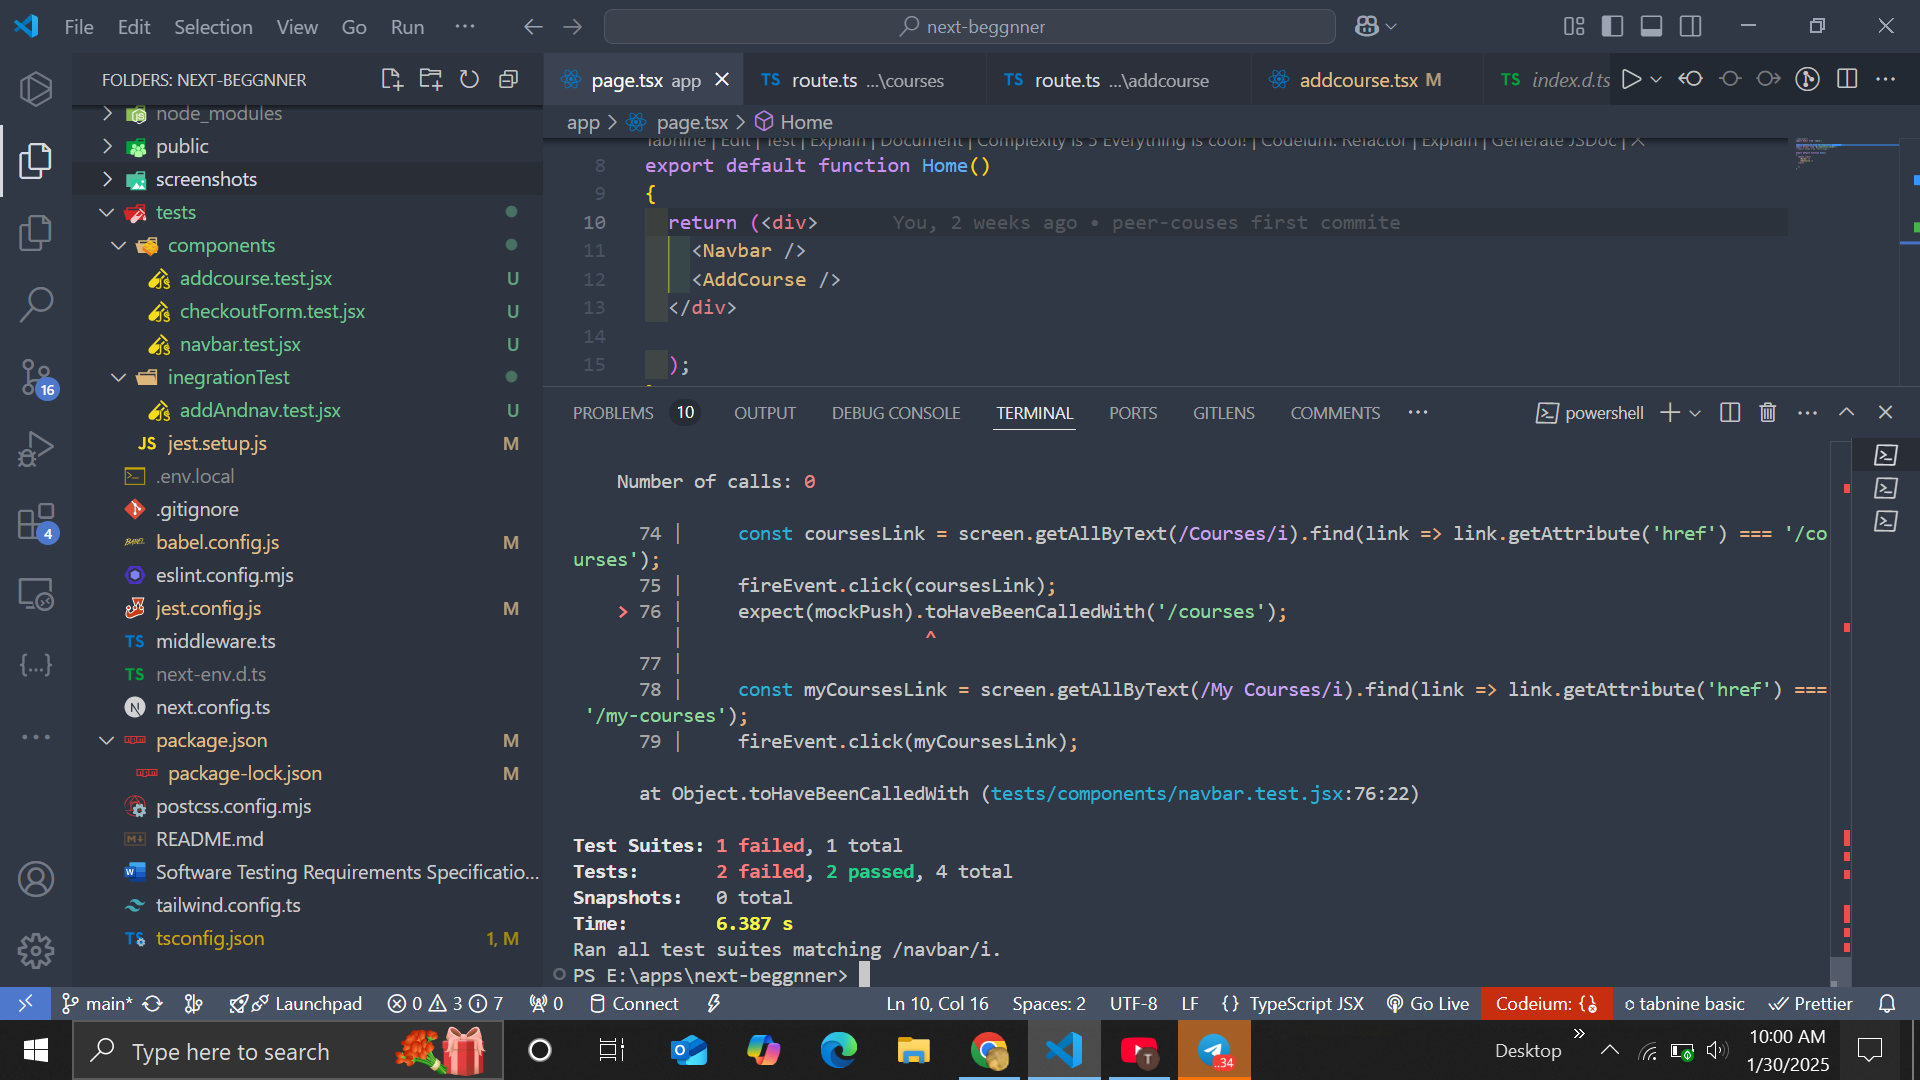 File Edit Selection View Go Run ···
next-beggnner
FOLDERS: NEXT-BEGGNNER
node_modules
public
screenshots
tests
components
addcourse.test.jsx U
checkoutForm.test.jsx U
navbar.test.jsx U
inegrationTest
addAndnav.test.jsx U
JS jest.setup.js M
.env.local
.gitignore
babel.config.js M
eslint.config.mjs
jest.config.js M
TS middleware.ts
TS next-env.d.ts
next.config.ts
package.json M
package-lock.json M
postcss.config.mjs
README.md
Software Testing Requirements Specificatio...
tailwind.config.ts
TS tsconfig.json 1, M
16
4
page.tsx app
TS route.ts ...\courses
TS route.ts ...\addcourse
addcourse.tsx M
TS index.d.ts
app > page.tsx > Home
Tabnine | Edit | Test | Explain | Document | Complexity is 5 Everything is cool! | Codeium: Refactor | Explain | Generate JSDoc | X
8 export default function Home()
9 {
10 return (<div> You, 2 weeks ago • peer-couses first commite
11 <Navbar />
12 <AddCourse />
13 </div>
14
15 );
PROBLEMS 10 OUTPUT DEBUG CONSOLE TERMINAL PORTS GITLENS COMMENTS ···
powershell
Number of calls: 0
74 | const coursesLink = screen.getAllByText(/Courses/i).find(link => link.getAttribute('href') === '/co
urses');
75 | fireEvent.click(coursesLink);
> 76 | expect(mockPush).toHaveBeenCalledWith('/courses');
| ^
77 |
78 | const myCoursesLink = screen.getAllByText(/My Courses/i).find(link => link.getAttribute('href') ===
'/my-courses');
79 | fireEvent.click(myCoursesLink);
at Object.toHaveBeenCalledWith (tests/components/navbar.test.jsx:76:22)
Test Suites: 1 failed, 1 total
Tests: 2 failed, 2 passed, 4 total
Snapshots: 0 total
Time: 6.387 s
Ran all test suites matching /navbar/i.
PS E:\apps\next-beggnner>
main* Launchpad 0 3 7 0 Connect
Ln 10, Col 16 Spaces: 2 UTF-8 LF {} TypeScript JSX Go Live Codeium: {} tabnine basic Prettier
Type here to search
T
34
Desktop
10:00 AM
1/30/2025